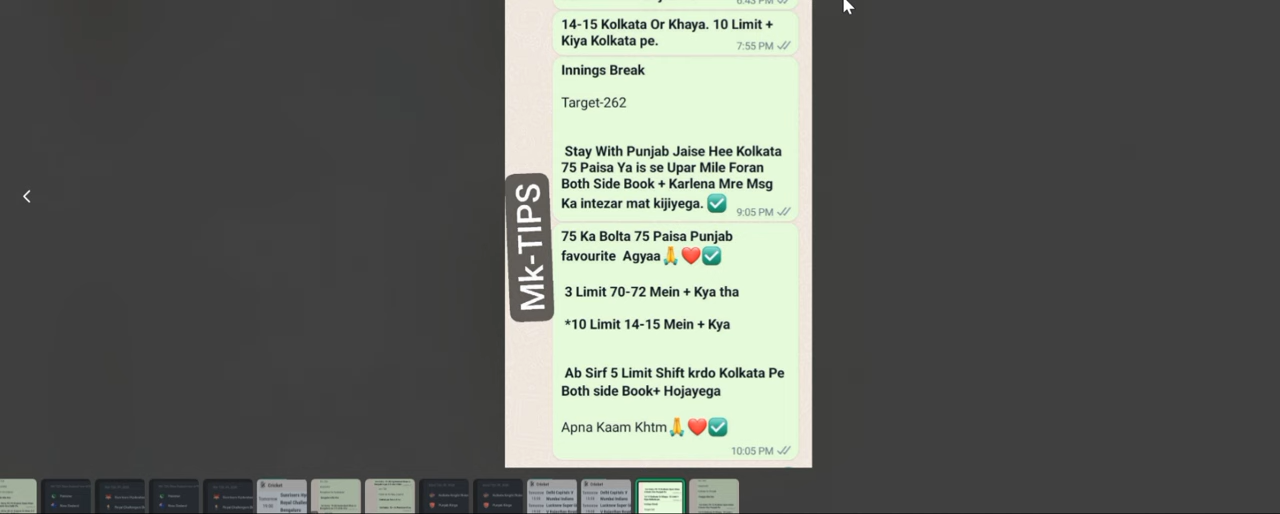 14-15 Kolkata Or Khaya. 10 Limit +
Kiya Kolkata pe.
7:55 PM
Innings Break
Target-262
Stay With Punjab Jaise Hee Kolkata
75 Paisa Ya is se Upar Mile Foran
Both Side Book + Karlena Mre Msg
Ka intezar mat kijiyega. ✅
9:05 PM
Mk-TIPS
75 Ka Bolta 75 Paisa Punjab
favourite Agyaa🙏❤️✅
3 Limit 70-72 Mein + Kya tha
*10 Limit 14-15 Mein + Kya
Ab Sirf 5 Limit Shift krdo Kolkata Pe
Both side Book+ Hojayega
Apna Kaam Khtm🙏❤️✅
10:05 PM